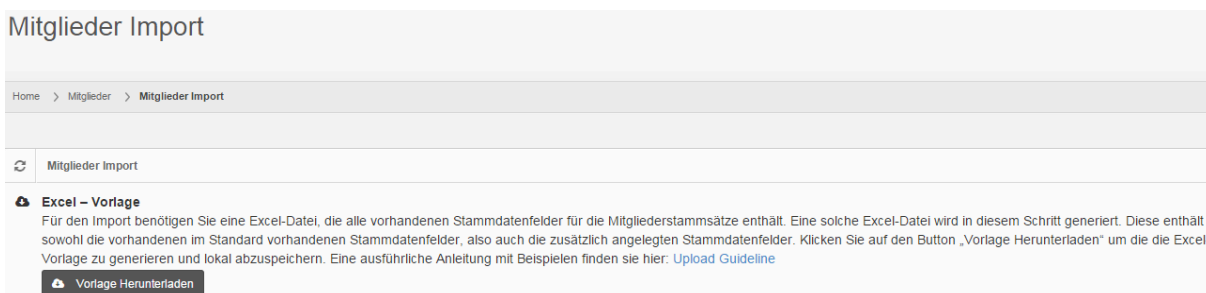 Mitglieder Import
Home > Mitglieder > Mitglieder Import
Mitglieder Import
Excel – Vorlage
Für den Import benötigen Sie eine Excel-Datei, die alle vorhandenen Stammdatenfelder für die Mitgliederstammsätze enthält. Eine solche Excel-Datei wird in diesem Schritt generiert. Diese enthält
sowohl die vorhandenen im Standard vorhandenen Stammdatenfelder, also auch die zusätzlich angelegten Stammdatenfelder. Klicken Sie auf den Button „Vorlage Herunterladen“ um die die Excel
Vorlage zu generieren und lokal abzuspeichern. Eine ausführliche Anleitung mit Beispielen finden sie hier: Upload Guideline
Vorlage Herunterladen